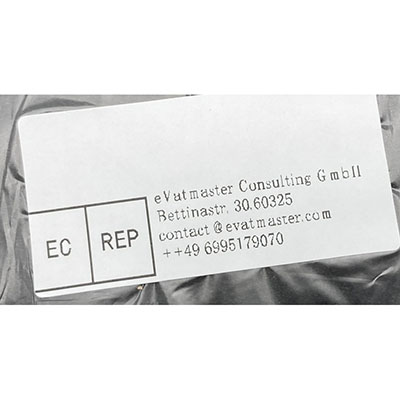 eVatmaster Consulting GmbH
Bettinastr. 30.60325
contact@evatmaster.com
++49 6995179070
EC REP